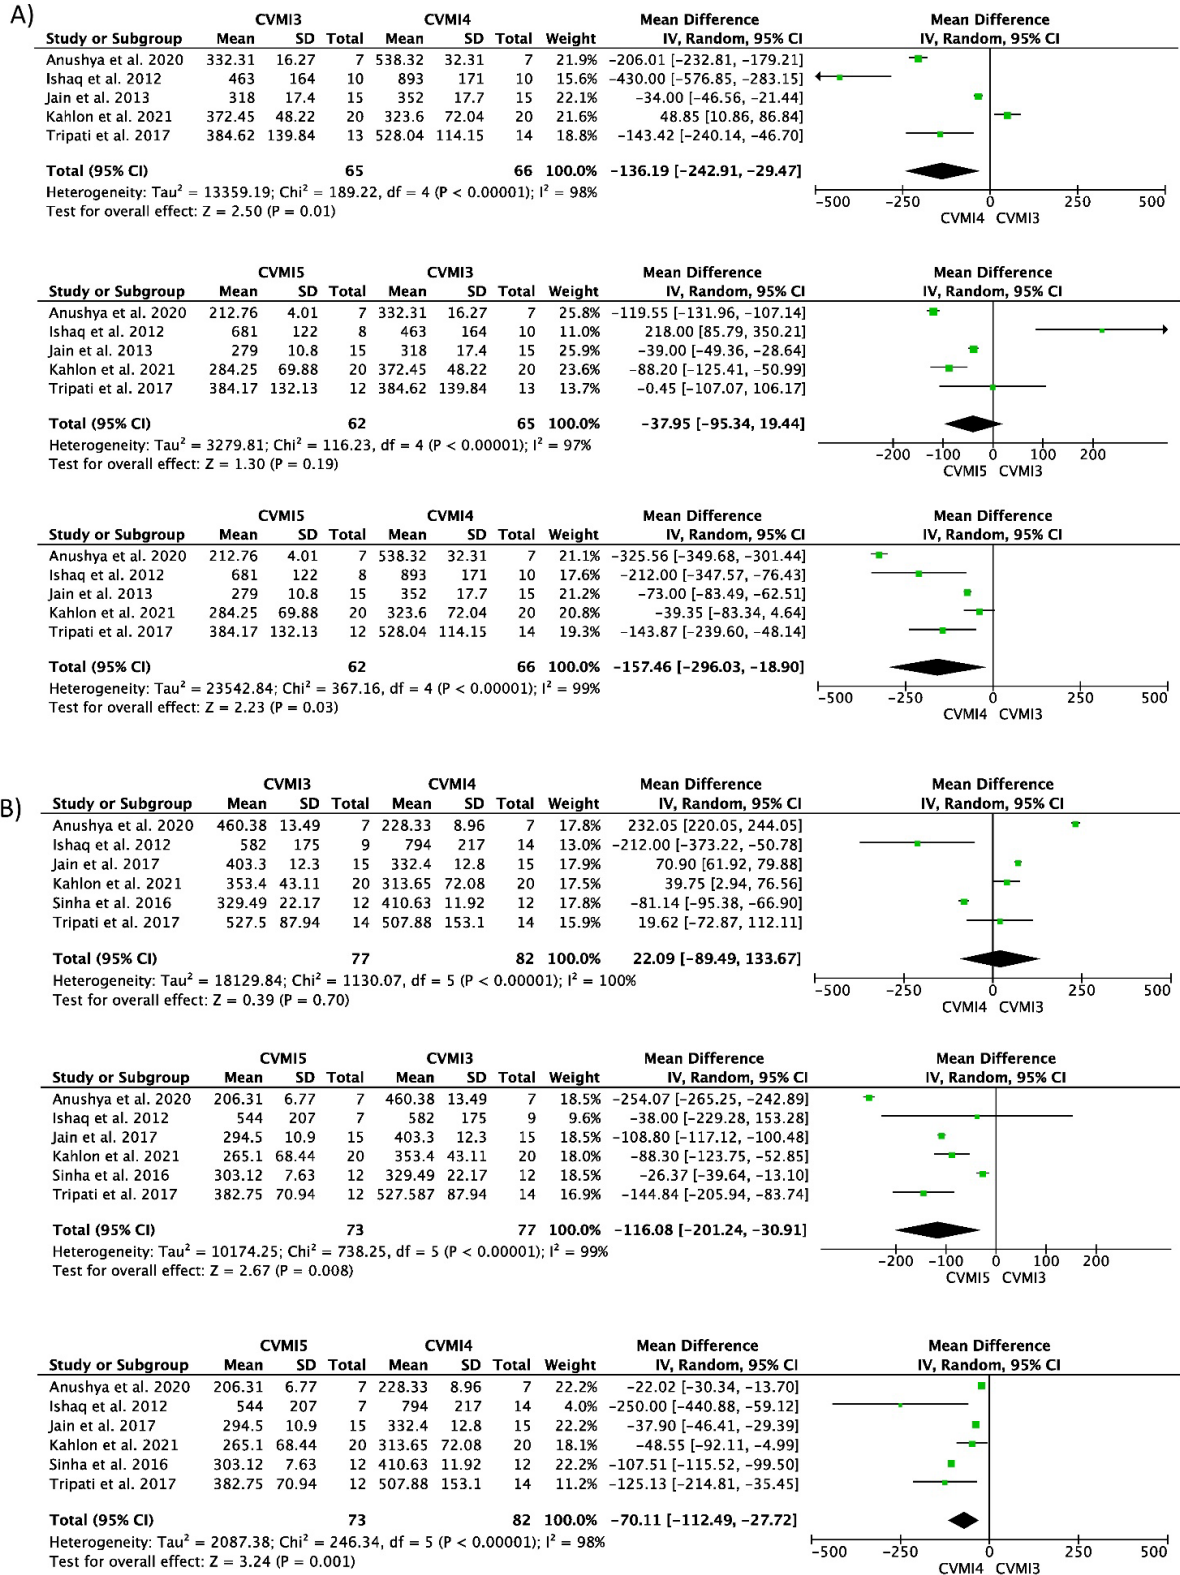 A)
CVMI3 CVMI4 Mean Difference Mean Difference
Study or Subgroup Mean SD Total Mean SD Total Weight IV, Random, 95% CI IV, Random, 95% CI
Anushya et al. 2020 332.31 16.27 7 538.32 32.31 7 21.9% -206.01 [-232.81, -179.21]
Ishaq et al. 2012 463 164 10 893 171 10 15.6% -430.00 [-576.85, -283.15]
Jain et al. 2013 318 17.4 15 352 17.7 15 22.1% -34.00 [-46.56, -21.44]
Kahlon et al. 2021 372.45 48.22 20 323.6 72.04 20 21.6% 48.85 [10.86, 86.84]
Tripati et al. 2017 384.62 139.84 13 528.04 114.15 14 18.8% -143.42 [-240.14, -46.70]
Total (95% CI) 65 66 100.0% -136.19 [-242.91, -29.47]
Heterogeneity: Tau² = 13359.19; Chi² = 189.22, df = 4 (P < 0.00001); I² = 98%
Test for overall effect: Z = 2.50 (P = 0.01)
-500 -250 0 250 500
CVMI4 CVMI3
CVMI5 CVMI3 Mean Difference Mean Difference
Study or Subgroup Mean SD Total Mean SD Total Weight IV, Random, 95% CI IV, Random, 95% CI
Anushya et al. 2020 212.76 4.01 7 332.31 16.27 7 25.8% -119.55 [-131.96, -107.14]
Ishaq et al. 2012 681 122 8 463 164 10 11.0% 218.00 [85.79, 350.21]
Jain et al. 2013 279 10.8 15 318 17.4 15 25.9% -39.00 [-49.36, -28.64]
Kahlon et al. 2021 284.25 69.88 20 372.45 48.22 20 23.6% -88.20 [-125.41, -50.99]
Tripati et al. 2017 384.17 132.13 12 384.62 139.84 13 13.7% -0.45 [-107.07, 106.17]
Total (95% CI) 62 65 100.0% -37.95 [-95.34, 19.44]
Heterogeneity: Tau² = 3279.81; Chi² = 116.23, df = 4 (P < 0.00001); I² = 97%
Test for overall effect: Z = 1.30 (P = 0.19)
-200 -100 0 100 200
CVMI5 CVMI3
CVMI5 CVMI4 Mean Difference Mean Difference
Study or Subgroup Mean SD Total Mean SD Total Weight IV, Random, 95% CI IV, Random, 95% CI
Anushya et al. 2020 212.76 4.01 7 538.32 32.31 7 21.1% -325.56 [-349.68, -301.44]
Ishaq et al. 2012 681 122 8 893 171 10 17.6% -212.00 [-347.57, -76.43]
Jain et al. 2013 279 10.8 15 352 17.7 15 21.2% -73.00 [-83.49, -62.51]
Kahlon et al. 2021 284.25 69.88 20 323.6 72.04 20 20.8% -39.35 [-83.34, 4.64]
Tripati et al. 2017 384.17 132.13 12 528.04 114.15 14 19.3% -143.87 [-239.60, -48.14]
Total (95% CI) 62 66 100.0% -157.46 [-296.03, -18.90]
Heterogeneity: Tau² = 23542.84; Chi² = 367.16, df = 4 (P < 0.00001); I² = 99%
Test for overall effect: Z = 2.23 (P = 0.03)
-500 -250 0 250 500
CVMI4 CVMI3
B)
CVMI3 CVMI4 Mean Difference Mean Difference
Study or Subgroup Mean SD Total Mean SD Total Weight IV, Random, 95% CI IV, Random, 95% CI
Anushya et al. 2020 460.38 13.49 7 228.33 8.96 7 17.8% 232.05 [220.05, 244.05]
Ishaq et al. 2012 582 175 9 794 217 14 13.0% -212.00 [-373.22, -50.78]
Jain et al. 2017 403.3 12.3 15 332.4 12.8 15 17.9% 70.90 [61.92, 79.88]
Kahlon et al. 2021 353.4 43.11 20 313.65 72.08 20 17.5% 39.75 [2.94, 76.56]
Sinha et al. 2016 329.49 22.17 12 410.63 11.92 12 17.8% -81.14 [-95.38, -66.90]
Tripati et al. 2017 527.5 87.94 14 507.88 153.1 14 15.9% 19.62 [-72.87, 112.11]
Total (95% CI) 77 82 100.0% 22.09 [-89.49, 133.67]
Heterogeneity: Tau² = 18129.84; Chi² = 1130.07, df = 5 (P < 0.00001); I² = 100%
Test for overall effect: Z = 0.39 (P = 0.70)
-500 -250 0 250 500
CVMI4 CVMI3
CVMI5 CVMI3 Mean Difference Mean Difference
Study or Subgroup Mean SD Total Mean SD Total Weight IV, Random, 95% CI IV, Random, 95% CI
Anushya et al. 2020 206.31 6.77 7 460.38 13.49 7 18.5% -254.07 [-265.25, -242.89]
Ishaq et al. 2012 544 207 7 582 175 9 9.6% -38.00 [-229.28, 153.28]
Jain et al. 2017 294.5 10.9 15 403.3 12.3 15 18.5% -108.80 [-117.12, -100.48]
Kahlon et al. 2021 265.1 68.44 20 353.4 43.11 20 18.0% -88.30 [-123.75, -52.85]
Sinha et al. 2016 303.12 7.63 12 329.49 22.17 12 18.5% -26.37 [-39.64, -13.10]
Tripati et al. 2017 382.75 70.94 12 527.587 87.94 14 16.9% -144.84 [-205.94, -83.74]
Total (95% CI) 73 77 100.0% -116.08 [-201.24, -30.91]
Heterogeneity: Tau² = 10174.25; Chi² = 738.25, df = 5 (P < 0.00001); I² = 99%
Test for overall effect: Z = 2.67 (P = 0.008)
-200 -100 0 100 200
CVMI5 CVMI3
CVMI5 CVMI4 Mean Difference Mean Difference
Study or Subgroup Mean SD Total Mean SD Total Weight IV, Random, 95% CI IV, Random, 95% CI
Anushya et al. 2020 206.31 6.77 7 228.33 8.96 7 22.2% -22.02 [-30.34, -13.70]
Ishaq et al. 2012 544 207 7 794 217 14 4.0% -250.00 [-440.88, -59.12]
Jain et al. 2017 294.5 10.9 15 332.4 12.8 15 22.2% -37.90 [-46.41, -29.39]
Kahlon et al. 2021 265.1 68.44 20 313.65 72.08 20 18.1% -48.55 [-92.11, -4.99]
Sinha et al. 2016 303.12 7.63 12 410.63 11.92 12 22.2% -107.51 [-115.52, -99.50]
Tripati et al. 2017 382.75 70.94 12 507.88 153.1 14 11.2% -125.13 [-214.81, -35.45]
Total (95% CI) 73 82 100.0% -70.11 [-112.49, -27.72]
Heterogeneity: Tau² = 2087.38; Chi² = 246.34, df = 5 (P < 0.00001); I² = 98%
Test for overall effect: Z = 3.24 (P = 0.001)
-500 -250 0 250 500
CVMI4 CVMI3